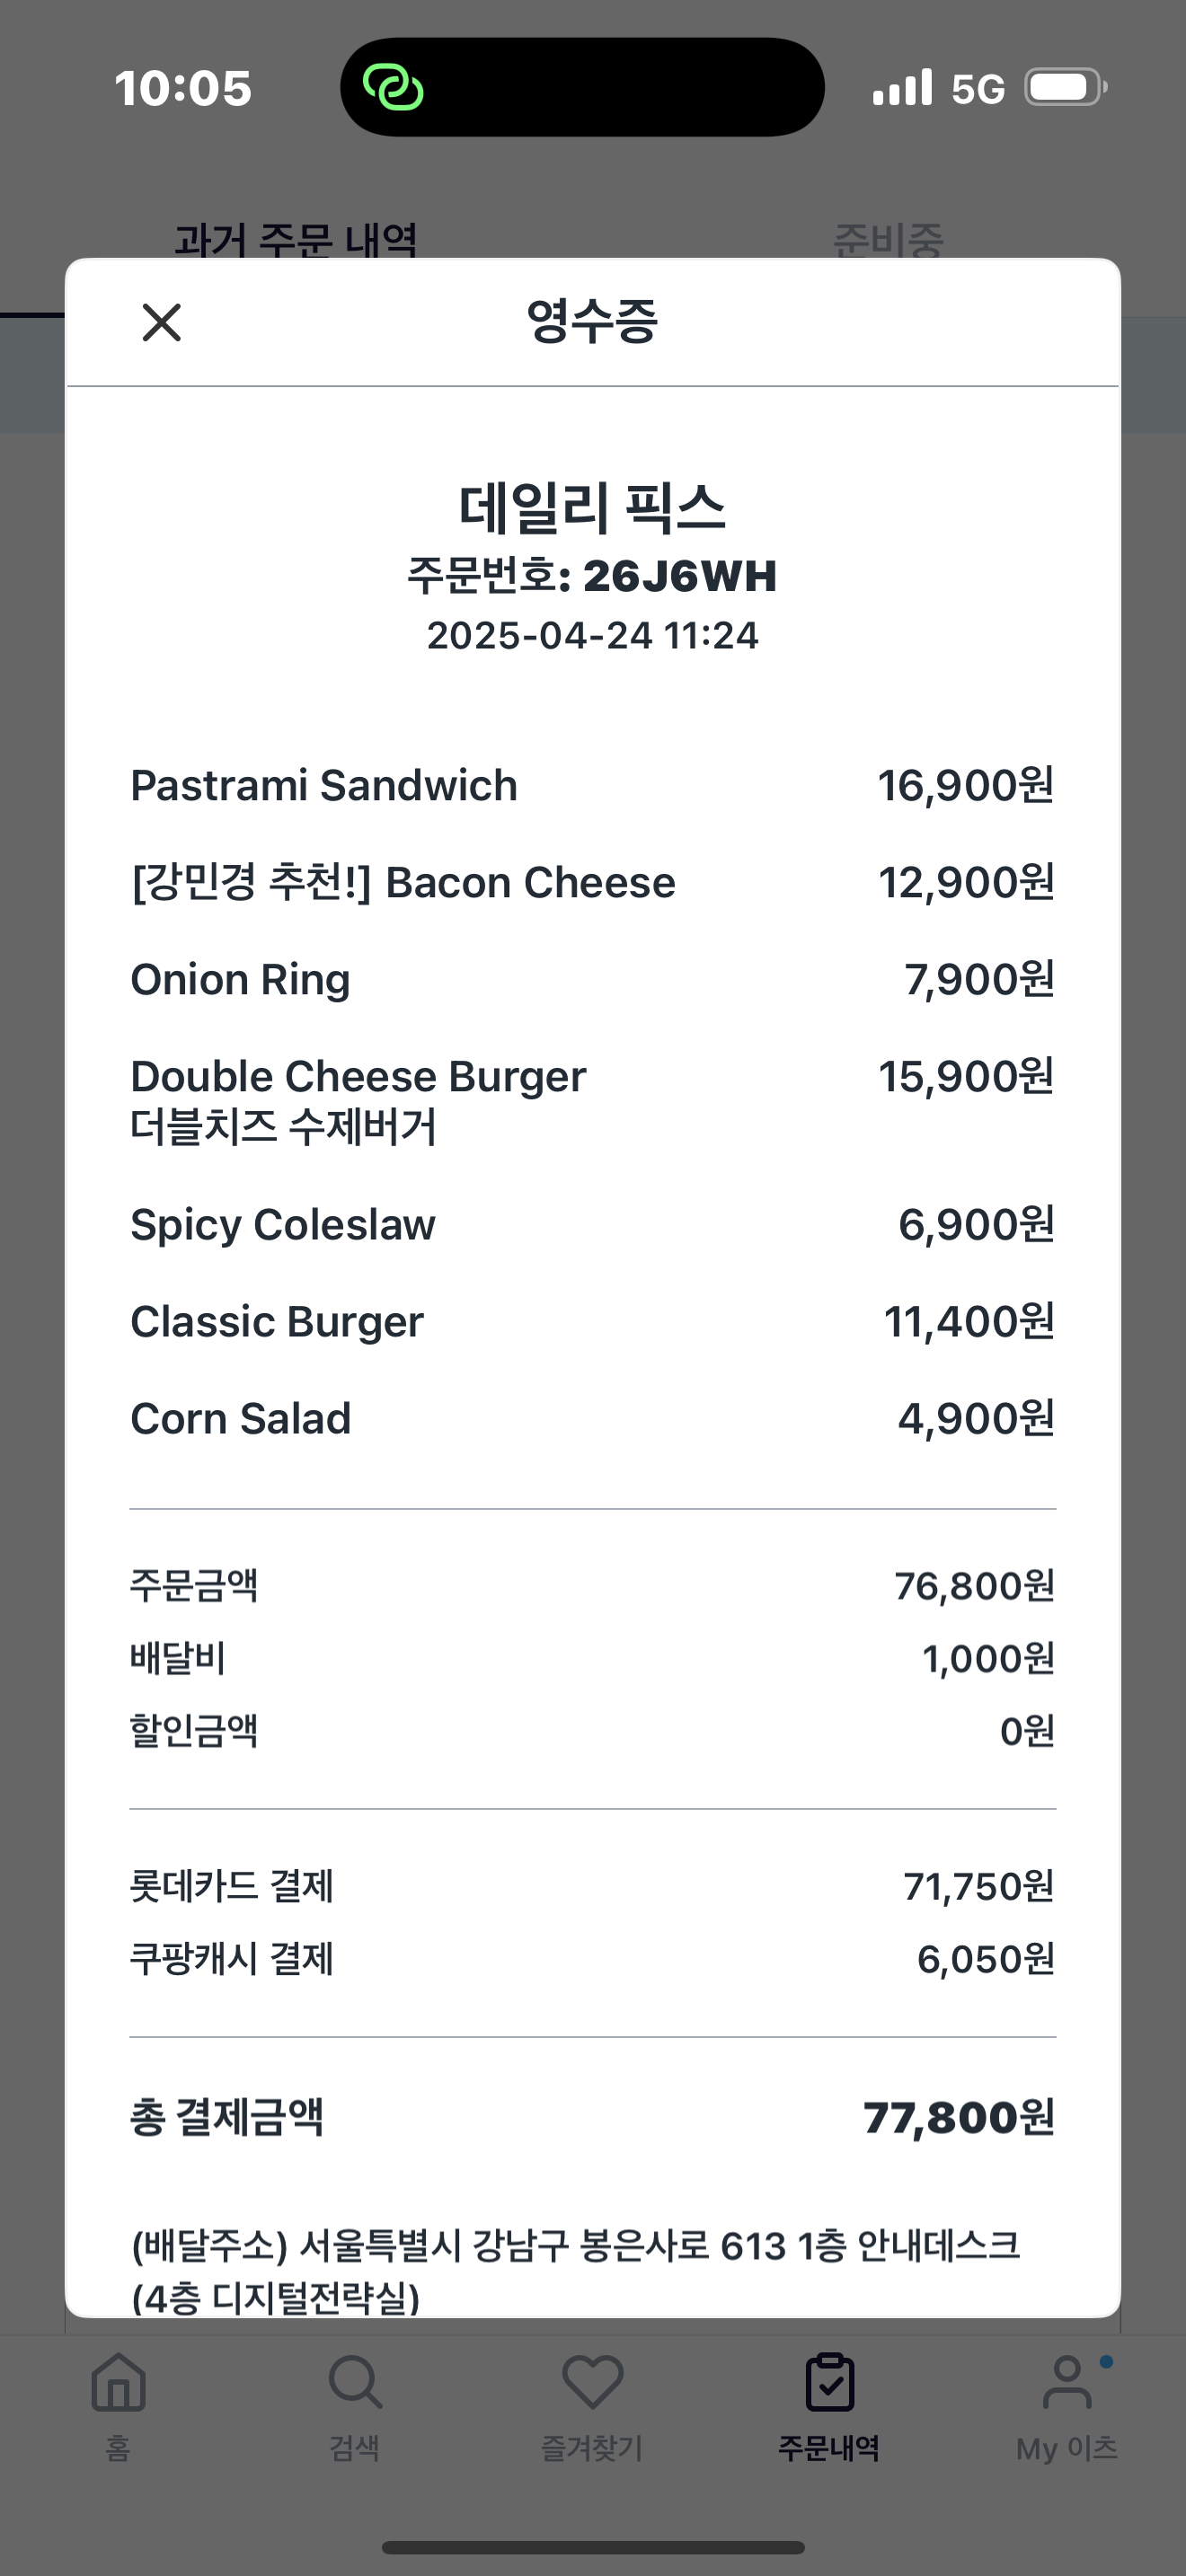 10:05
5G
과거 주문 내역
준비중
영수증
데일리 픽스
주문번호: 26J6WH
2025-04-24 11:24
Pastrami Sandwich 16,900원
[강민경 추천!] Bacon Cheese 12,900원
Onion Ring 7,900원
Double Cheese Burger 15,900원
더블치즈 수제버거
Spicy Coleslaw 6,900원
Classic Burger 11,400원
Corn Salad 4,900원
주문금액 76,800원
배달비 1,000원
할인금액 0원
롯데카드 결제 71,750원
쿠팡캐시 결제 6,050원
총 결제금액 77,800원
(배달주소) 서울특별시 강남구 봉은사로 613 1층 안내데스크
(4층 디지털전략실)
홈 검색 즐겨찾기 주문내역 My 이츠